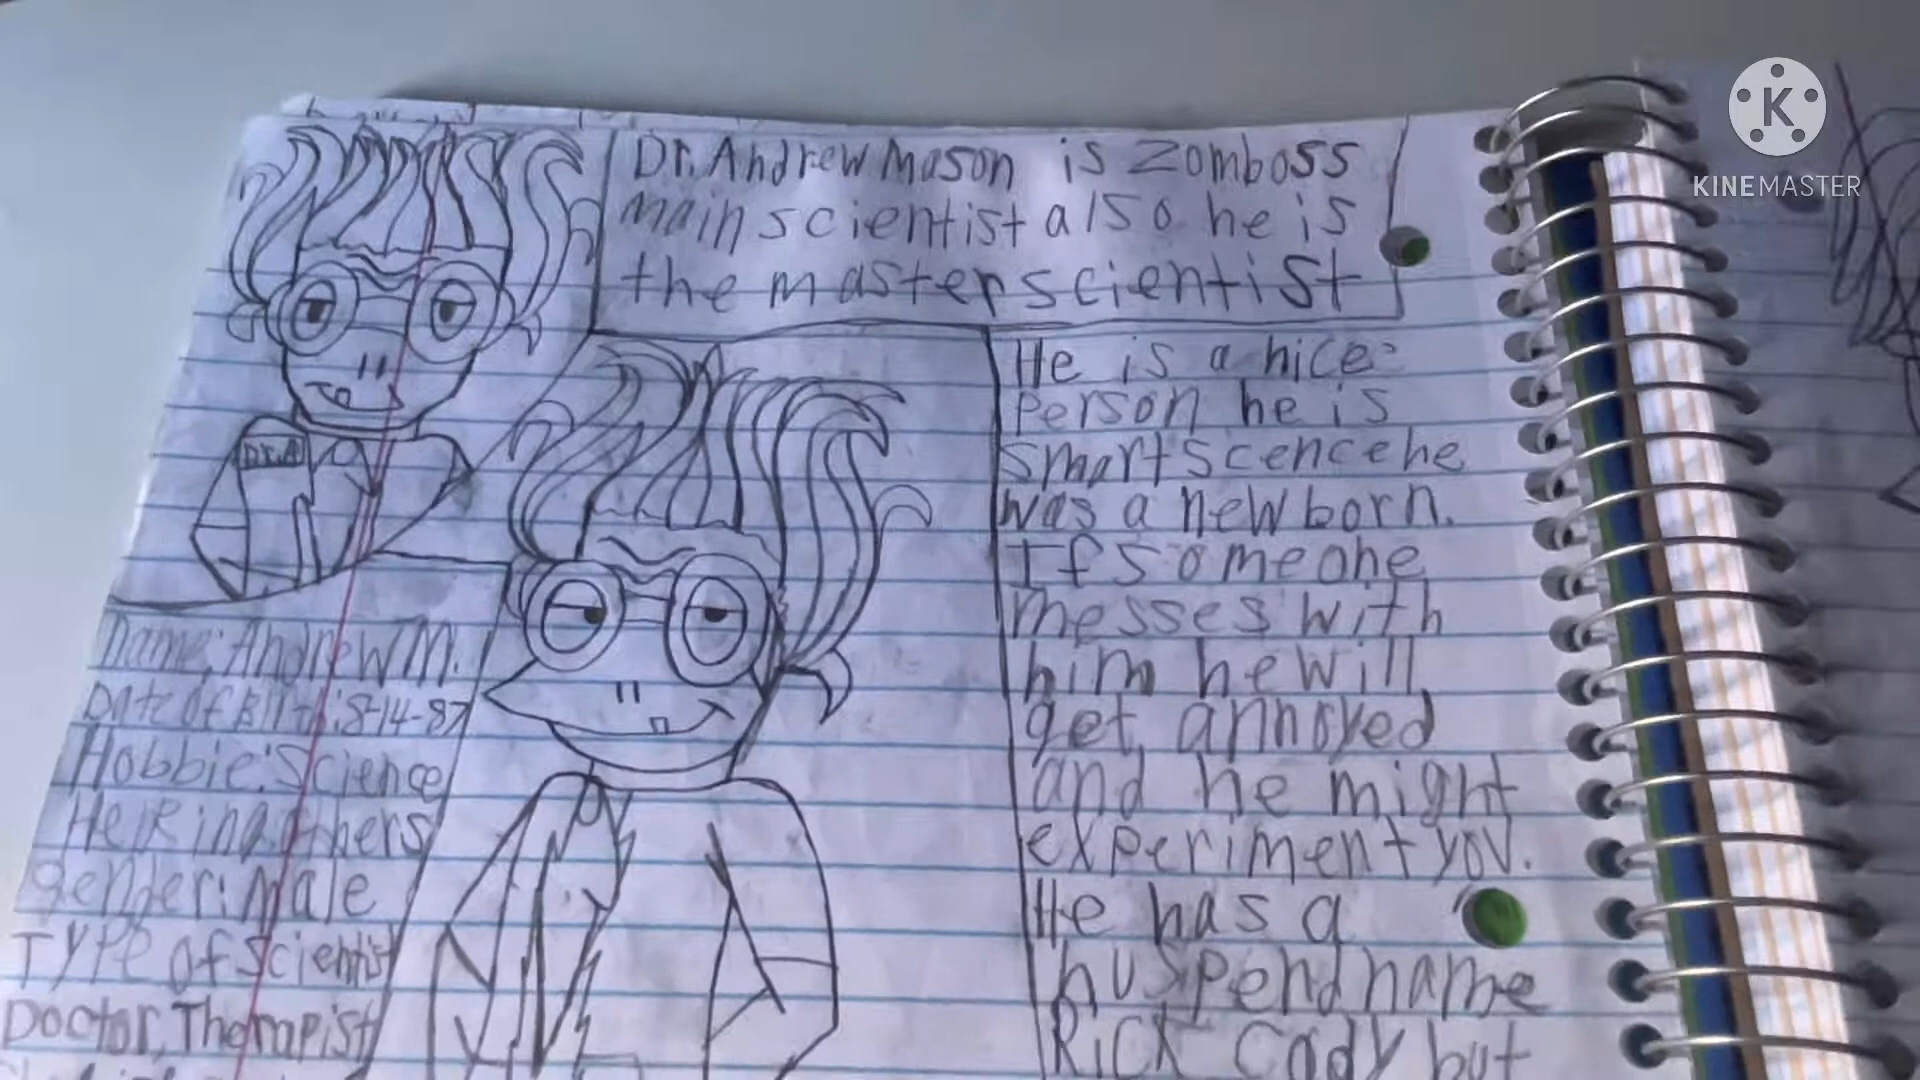 Dr. Andrew Mason is Zomboss
main scientist also he is
the master scientist
Dr. A
Name: Andrew M.
Date of Birth: 8-14-87
Hobbie: Science
gender: male
Type of scientist
Doctor, Therapist
He is a nice
Person he is
smart scence he
was a newborn.
If someone
messes with
him he will
get annoyed
and he might
experiment you.
He has a
huspend name
Rick Cody but
K
KINEMASTER